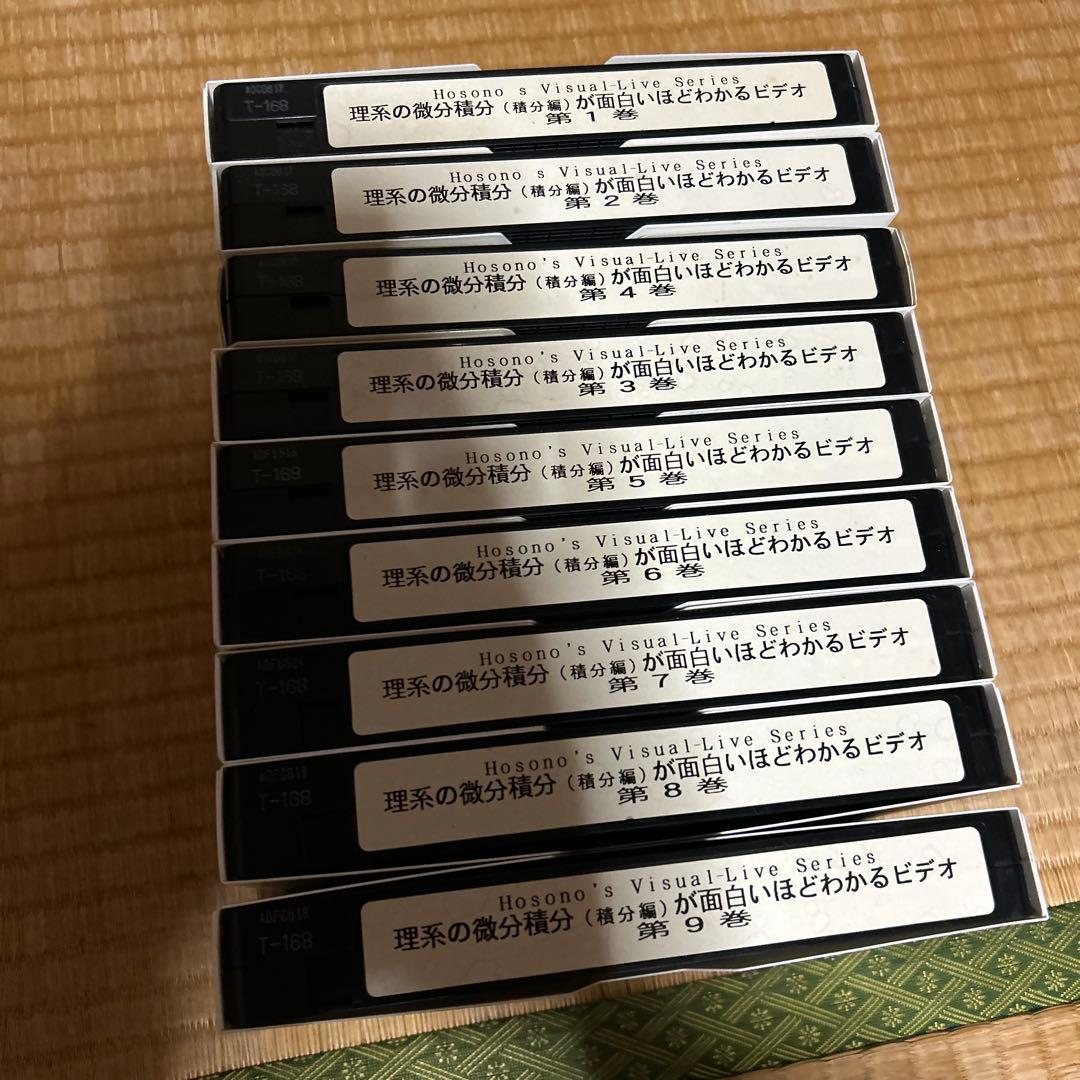 T-168
Hosono s Visual-Live Series
理系の微分積分(積分編)が面白いほどわかるビデオ
第 1 巻
T-168
Hosono s Visual-Live Series
理系の微分積分(積分編)が面白いほどわかるビデオ
第 2 巻
T-168
Hosono's Visual-Live Series
理系の微分積分(積分編)が面白いほどわかるビデオ
第 4 巻
T-168
Hosono's Visual-Live Series
理系の微分積分(積分編)が面白いほどわかるビデオ
第 3 巻
T-168
Hosono's Visual-Live Series
理系の微分積分(積分編)が面白いほどわかるビデオ
第 5 巻
T-168
Hosono's Visual-Live Series
理系の微分積分(積分編)が面白いほどわかるビデオ
第 6 巻
T-168
Hosono's Visual-Live Series
理系の微分積分(積分編)が面白いほどわかるビデオ
第 7 巻
T-168
Hosono's Visual-Live Series
理系の微分積分(積分編)が面白いほどわかるビデオ
第 8 巻
T-168
Hosono's Visual-Live Series
理系の微分積分(積分編)が面白いほどわかるビデオ
第 9 巻